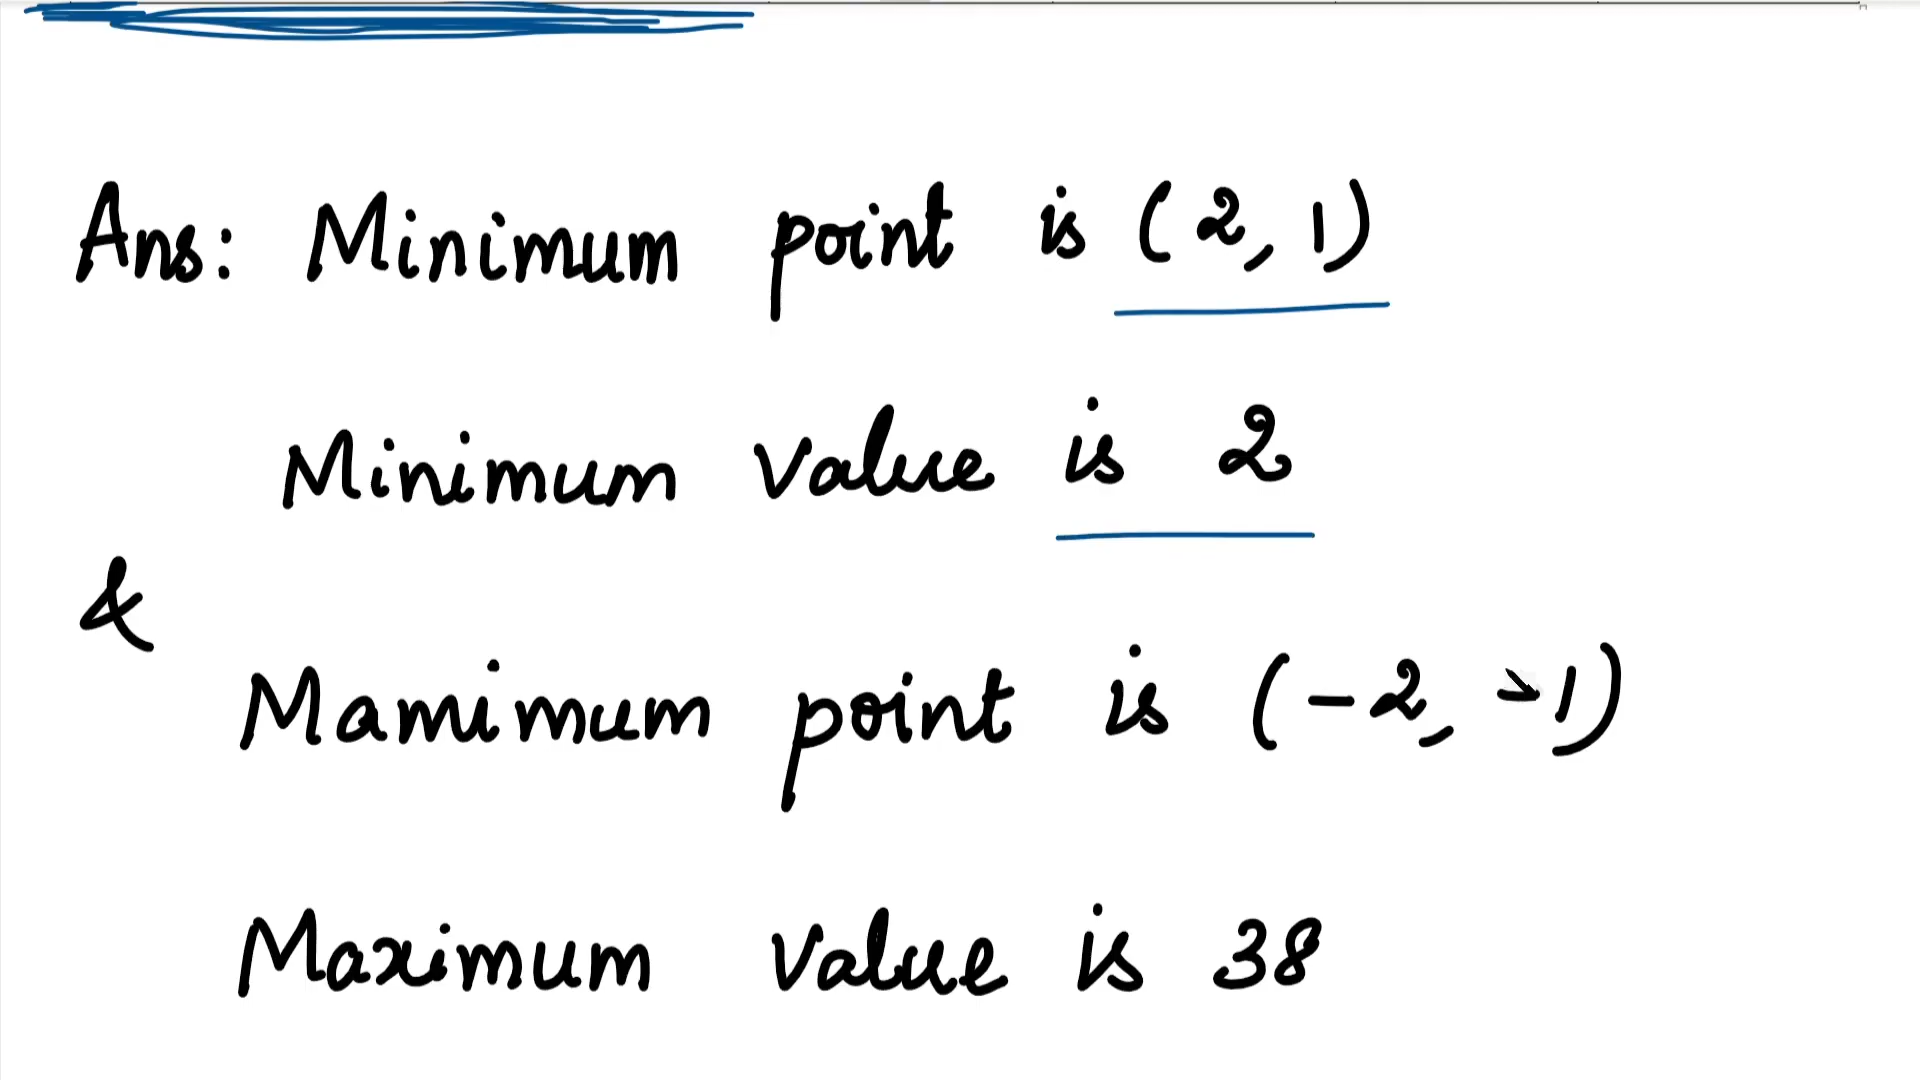 Ans: Minimum point is (2, 1)
Minimum value is 2
&
Mamimum point is (-2, -1)
Maximum value is 38